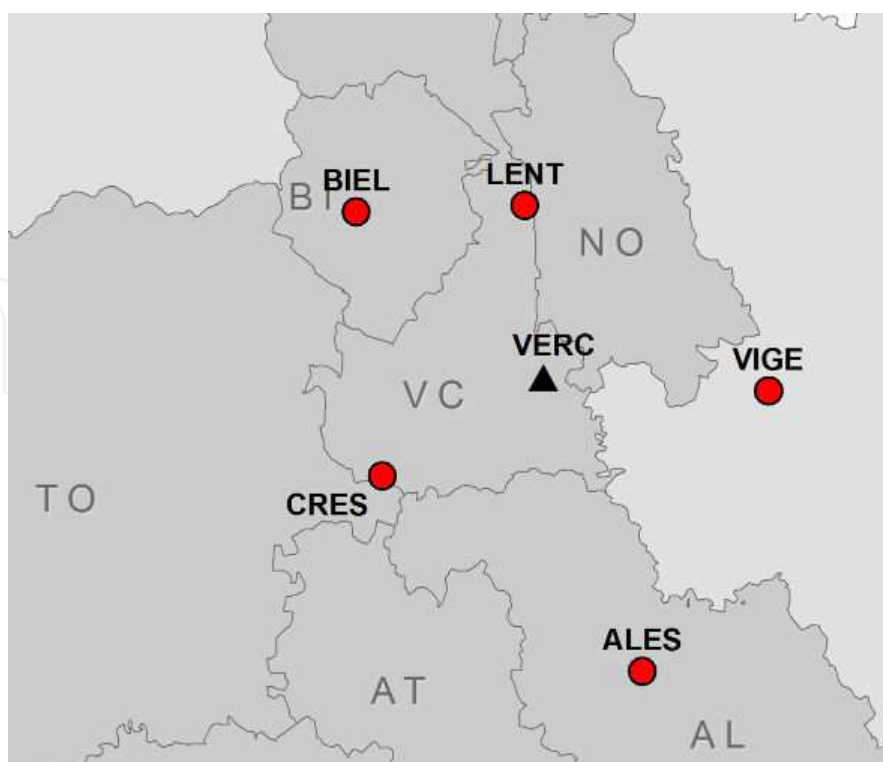 BIEL
BI
LENT
NO
VERC
VIGE
VC
CRES
TO
ALES
AT
AL